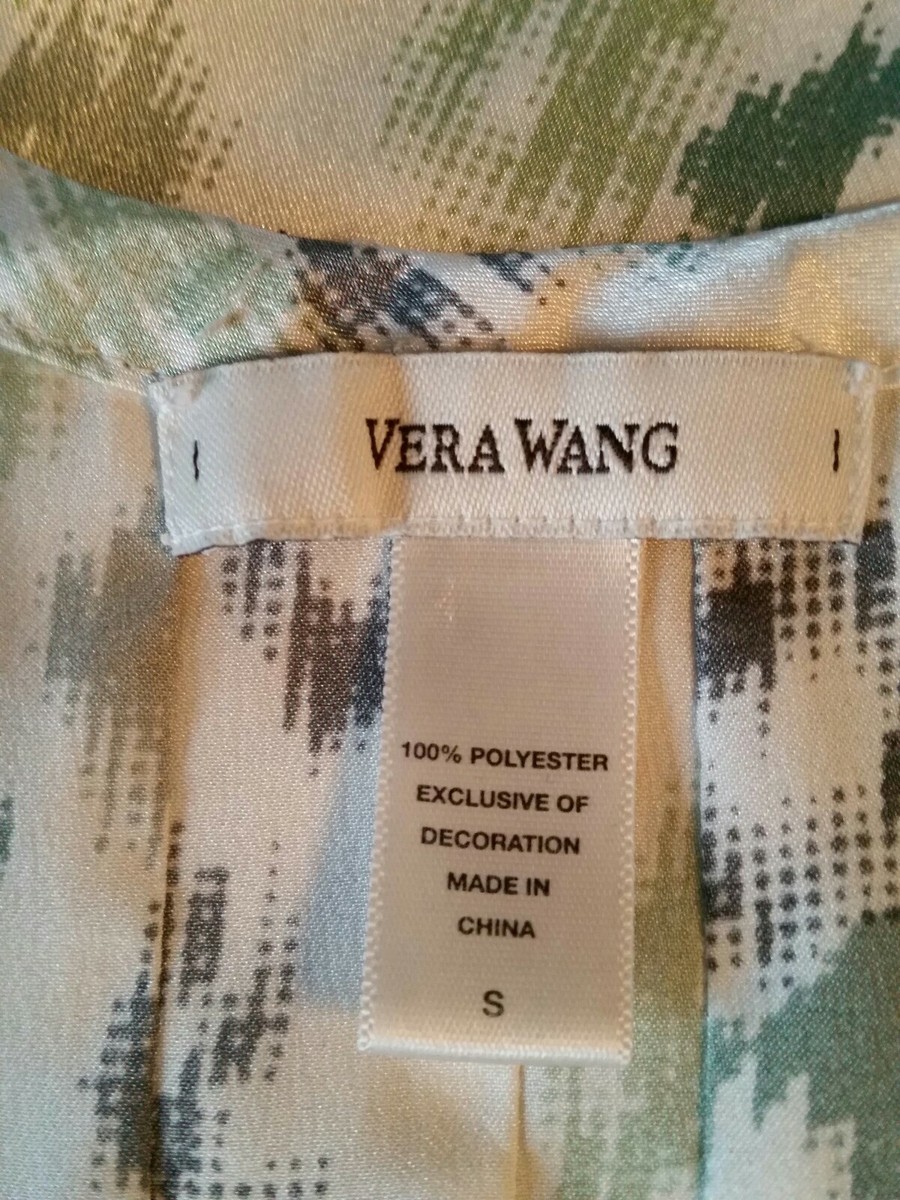 VERA WANG
100% POLYESTER
EXCLUSIVE OF
DECORATION
MADE IN
CHINA
S